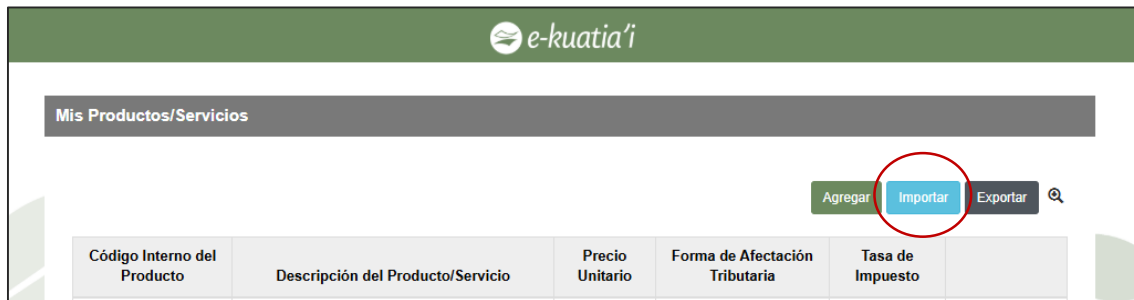 e-kuatia'i
Mis Productos/Servicios
Agregar Importar Exportar
Código Interno del Producto
Descripción del Producto/Servicio
Precio Unitario
Forma de Afectación Tributaria
Tasa de Impuesto